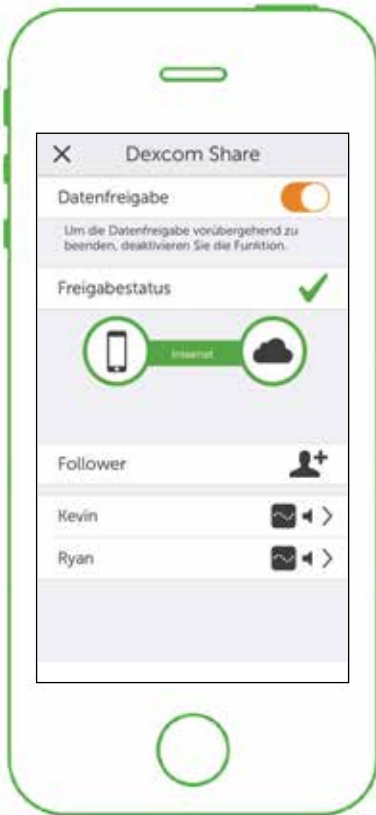 Dexcom Share
Datenfreigabe
Um die Datenfreigabe vorübergehend zu
beenden, deaktivieren Sie die Funktion.
Freigabestatus
Internet
Follower
Kevin
Ryan